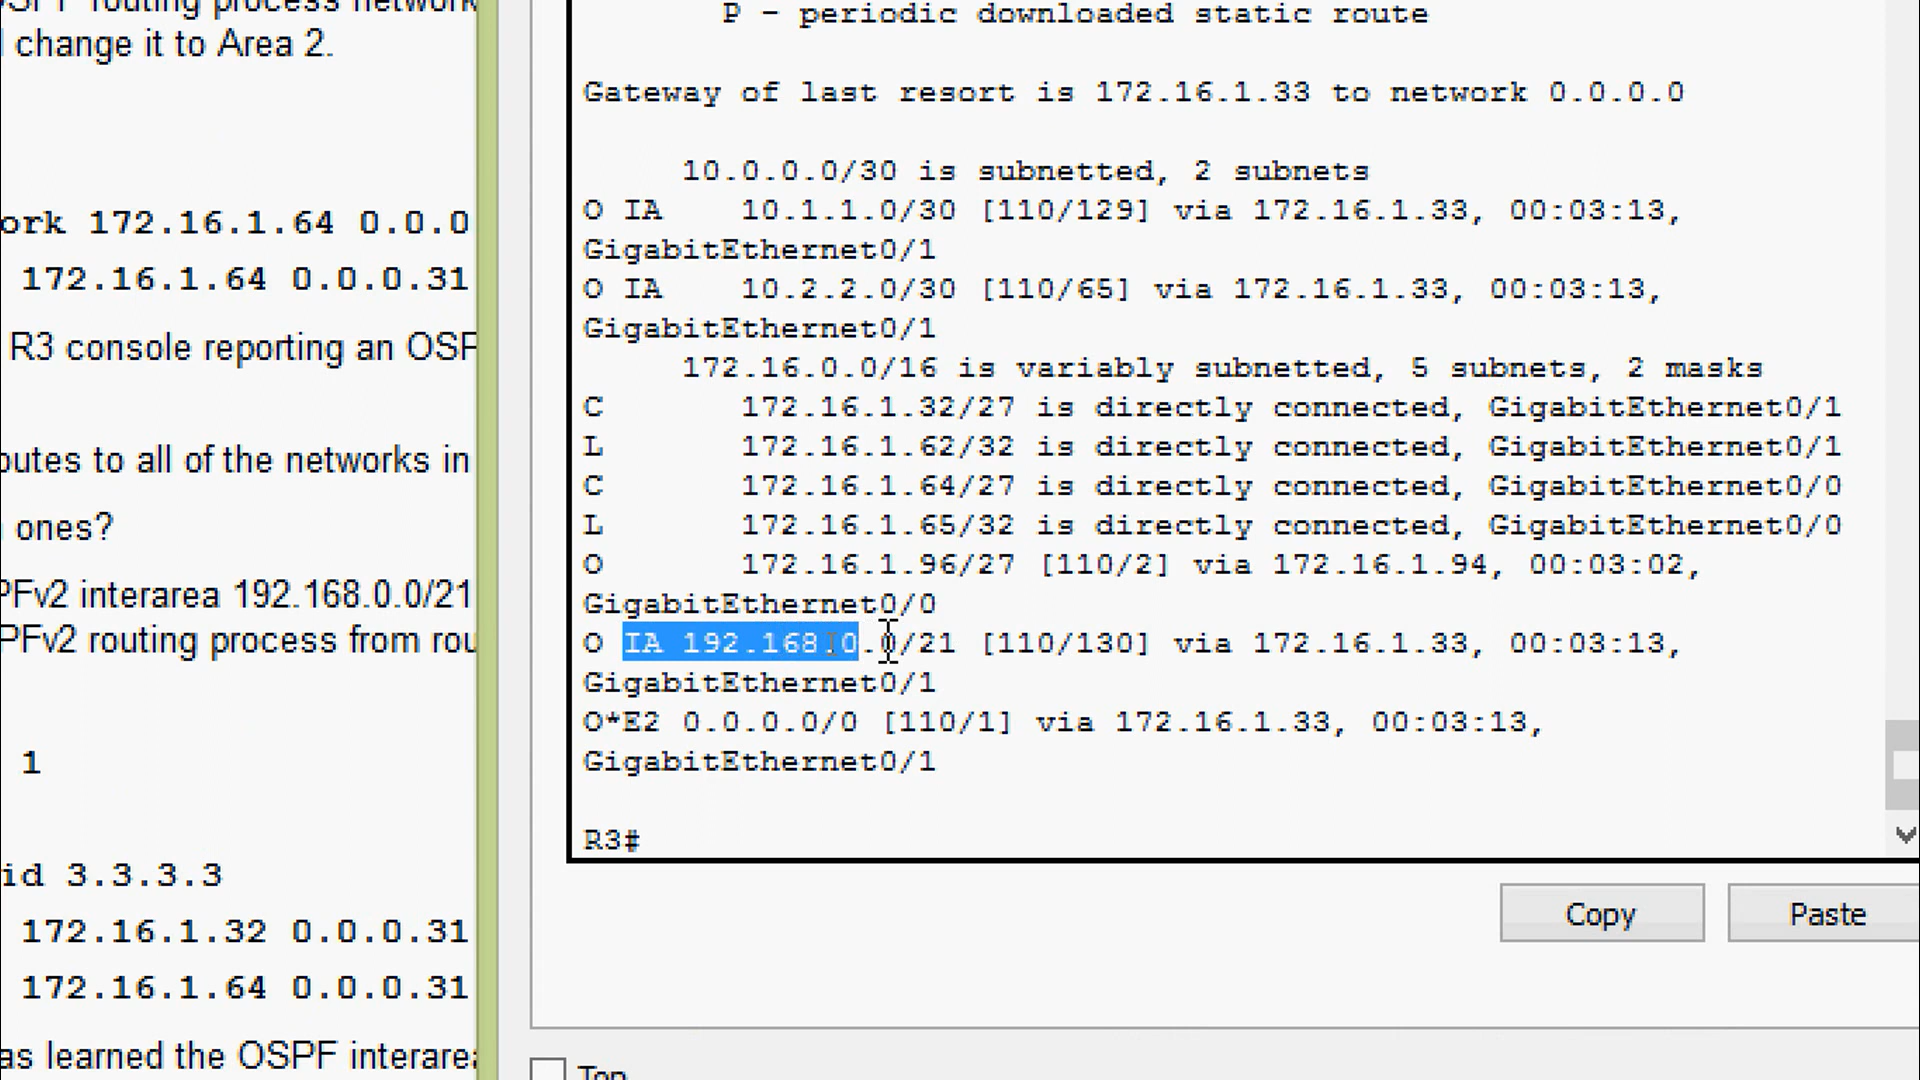 routing process network
change it to Area 2.
172.16.1.64 0.0.0
172.16.1.64 0.0.0.31
R3 console reporting an
to all of the networks in
ones?
interarea 192.168.0.0/21
routing process from
1
id 3.3.3.3
172.16.1.32 0.0.0.31
172.16.1.64 0.0.0.31
learned the OSPF
P - periodic downloaded static route
Gateway of last resort is 172.16.1.33 to network 0.0.0.0
10.0.0.0/30 is subnetted, 2 subnets
O IA 10.1.1.0/30 [110/129] via 172.16.1.33, 00:03:13,
GigabitEthernet0/1
O IA 10.2.2.0/30 [110/65] via 172.16.1.33, 00:03:13,
GigabitEthernet0/1
172.16.0.0/16 is variably subnetted, 5 subnets, 2 masks
C 172.16.1.32/27 is directly connected, GigabitEthernet0/1
L 172.16.1.62/32 is directly connected, GigabitEthernet0/1
C 172.16.1.64/27 is directly connected, GigabitEthernet0/0
L 172.16.1.65/32 is directly connected, GigabitEthernet0/0
O 172.16.1.96/27 [110/2] via 172.16.1.94, 00:03:02,
GigabitEthernet0/0
O IA 192.168.0.0/21 [110/130] via 172.16.1.33, 00:03:13,
GigabitEthernet0/1
O*E2 0.0.0.0/0 [110/1] via 172.16.1.33, 00:03:13,
GigabitEthernet0/1
R3#
Copy
Paste
Top